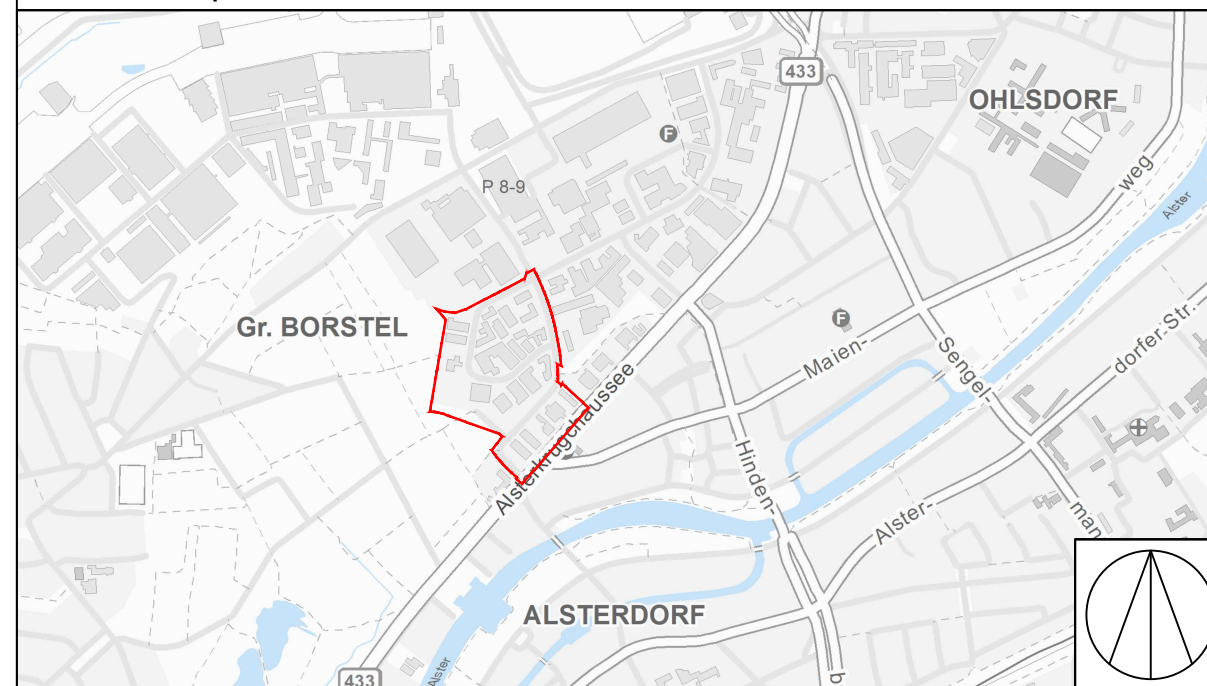 433
OHLSDORF
F
P 8-9
weg
Alster
Gr. BORSTEL
F
Maien-
Sengel-
dorfer-Str.
Alsterkrugchaussee
Hinden-
Alster-
man
ALSTERDORF
Alster
433
b